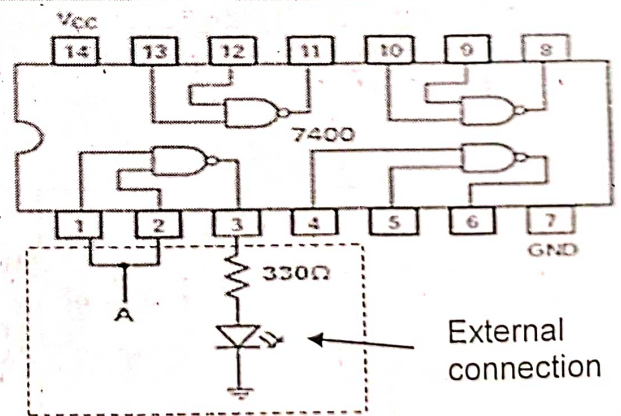 VCC
14 13 12 11 10 9 8
7400
1 2 3 4 5 6 7
GND
330Ω
A
External
connection